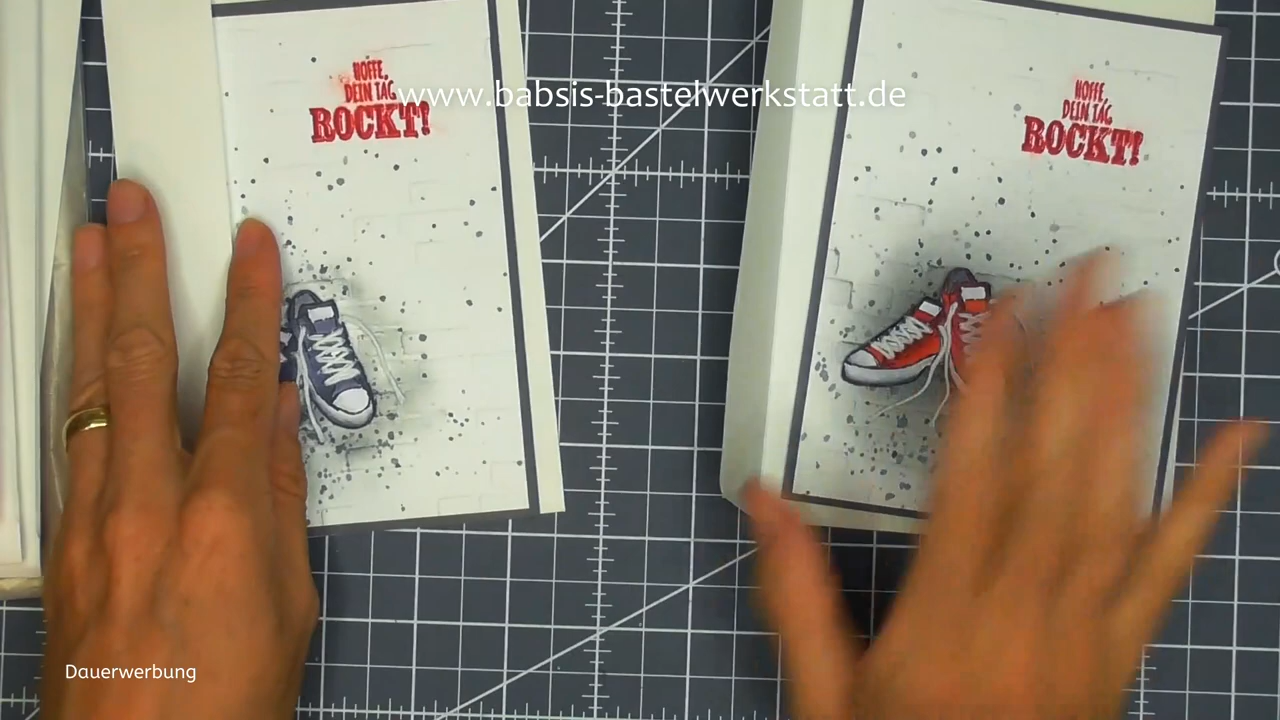 HOFFE,
DEIN TAG
ROCKT!
www.babsis-bastelwerkstatt.de
HOFFE,
DEIN TAG
ROCKT!
Dauerwerbung